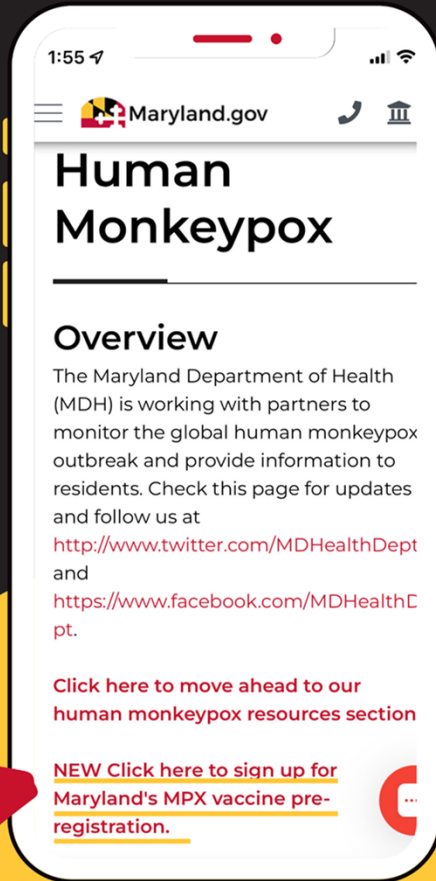 1:55
Maryland.gov
Human
Monkeypox
Overview
The Maryland Department of Health
(MDH) is working with partners to
monitor the global human monkeypox
outbreak and provide information to
residents. Check this page for updates
and follow us at
http://www.twitter.com/MDHealthDept
and
https://www.facebook.com/MDHealthD
pt.
Click here to move ahead to our
human monkeypox resources section
NEW Click here to sign up for
Maryland's MPX vaccine pre-
registration.